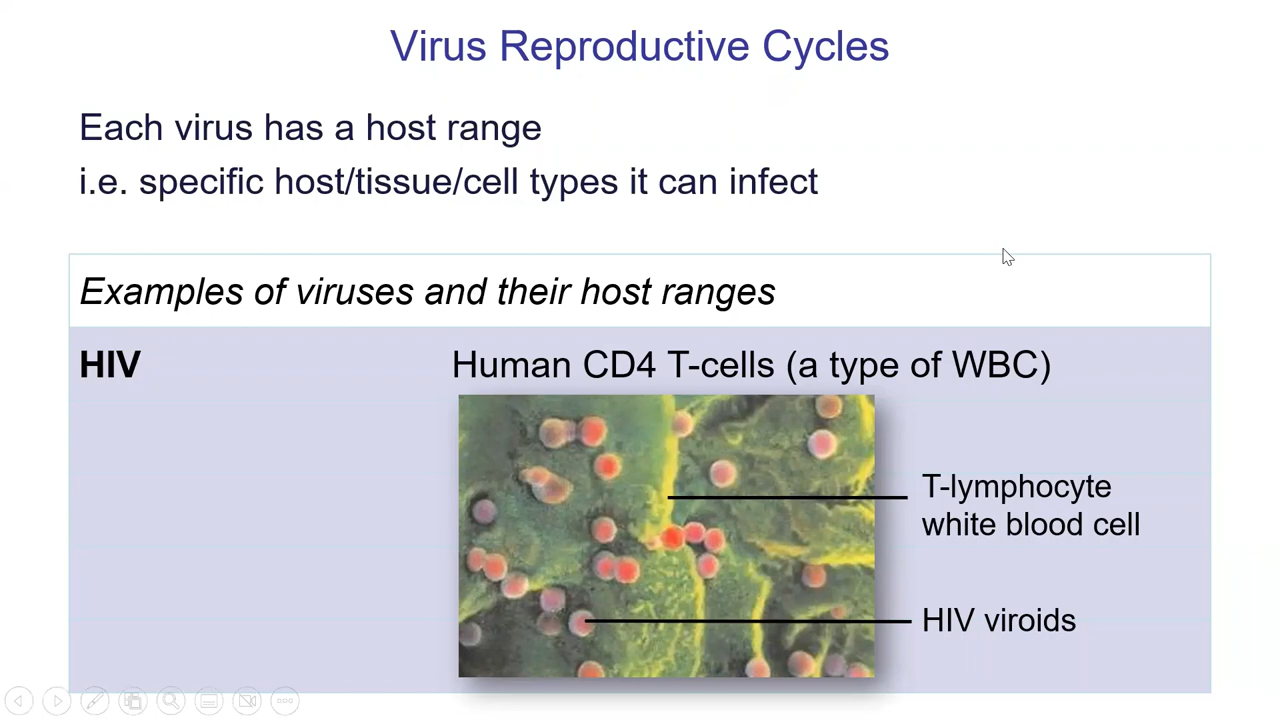 Virus Reproductive Cycles
Each virus has a host range
i.e. specific host/tissue/cell types it can infect
Examples of viruses and their host ranges
HIV
Human CD4 T-cells (a type of WBC)
T-lymphocyte
white blood cell
HIV viroids